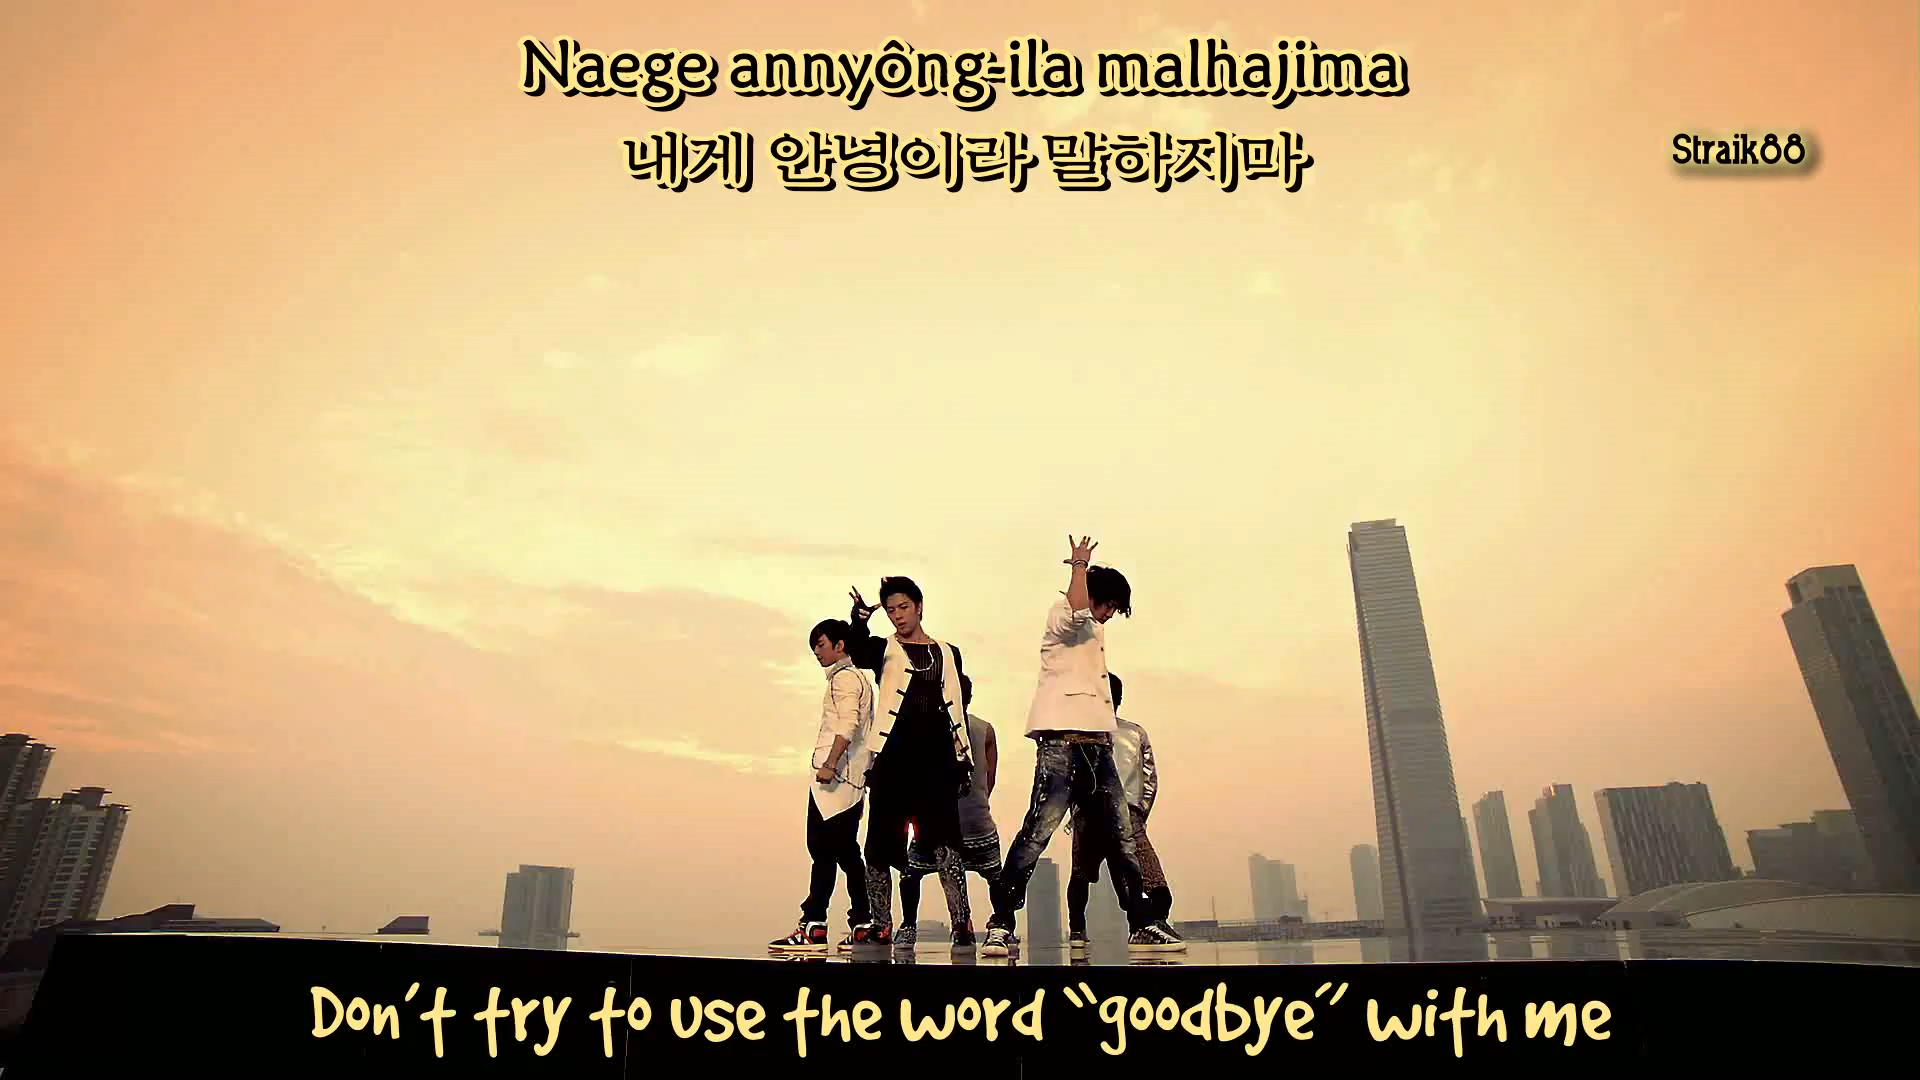 Naege annyông-ila malhajima
내게 안녕이라 말하지마
Straik88
Don't try to use the word "goodbye" with me